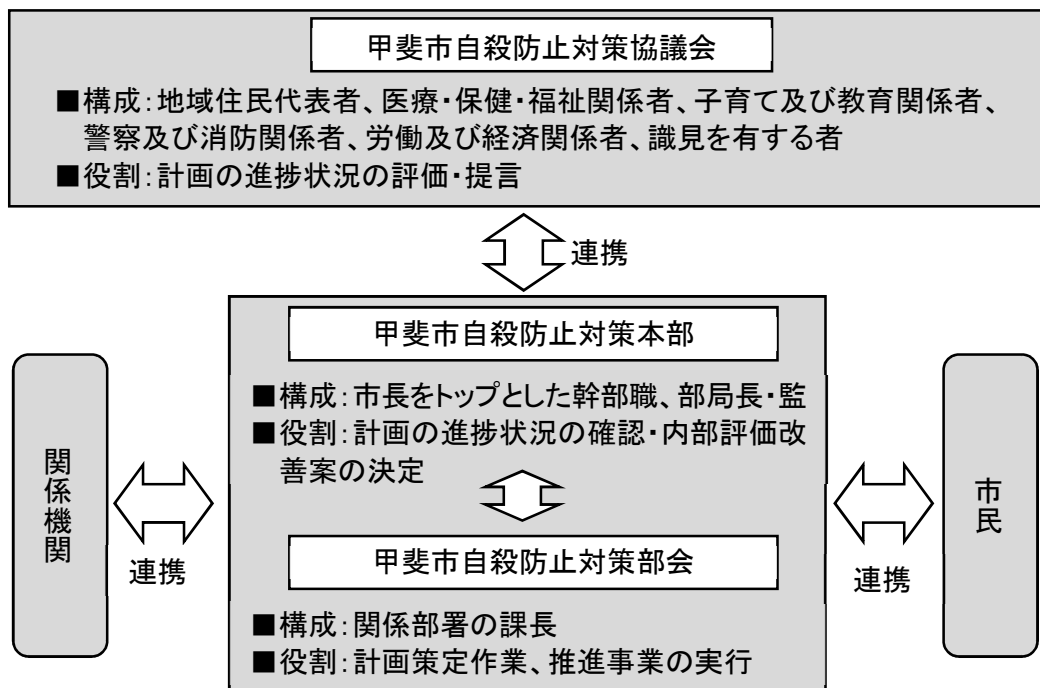 甲斐市自殺防止対策協議会
■構成：地域住民代表者、医療・保健・福祉関係者、子育て及び教育関係者、
警察及び消防関係者、労働及び経済関係者、識見を有する者
■役割：計画の進捗状況の評価・提言
連携
甲斐市自殺防止対策本部
■構成：市長をトップとした幹部職、部局長・監
■役割：計画の進捗状況の確認・内部評価改
善案の決定
関係機関
連携
市民
連携
甲斐市自殺防止対策部会
■構成：関係部署の課長
■役割：計画策定作業、推進事業の実行